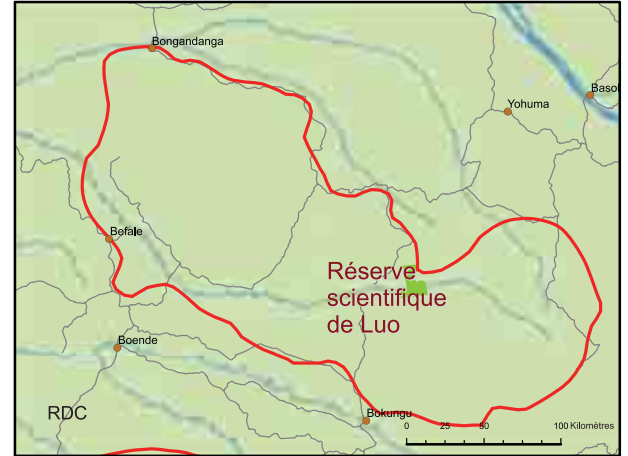 Bongandanga
Basol
Yohuma
Befale
Réserve
scientifique
de Luo
Boende
RDC
Bokungu
0 25 50 100 Kilomètres